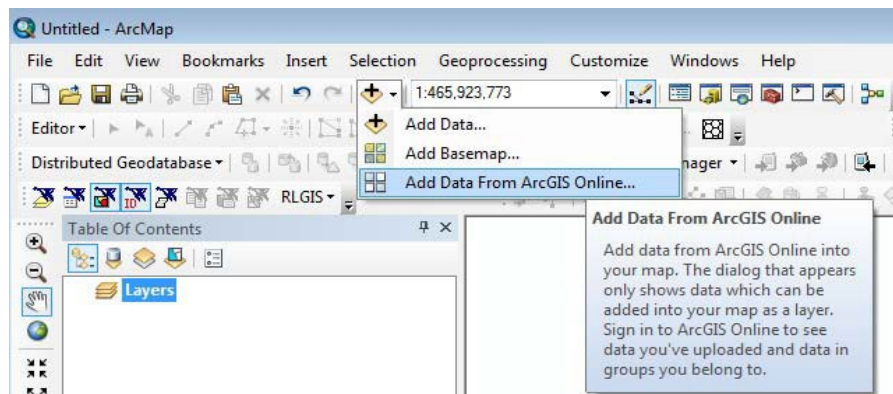 Untitled - ArcMap
File Edit View Bookmarks Insert Selection Geoprocessing Customize Windows Help
1:465,923,773
Editor
Add Data...
Distributed Geodatabase
Add Basemap...
nager
RLGIS
Add Data From ArcGIS Online...
Table Of Contents
Layers
Add Data From ArcGIS Online
Add data from ArcGIS Online into
your map. The dialog that appears
only shows data which can be
added into your map as a layer.
Sign in to ArcGIS Online to see
data you've uploaded and data in
groups you belong to.